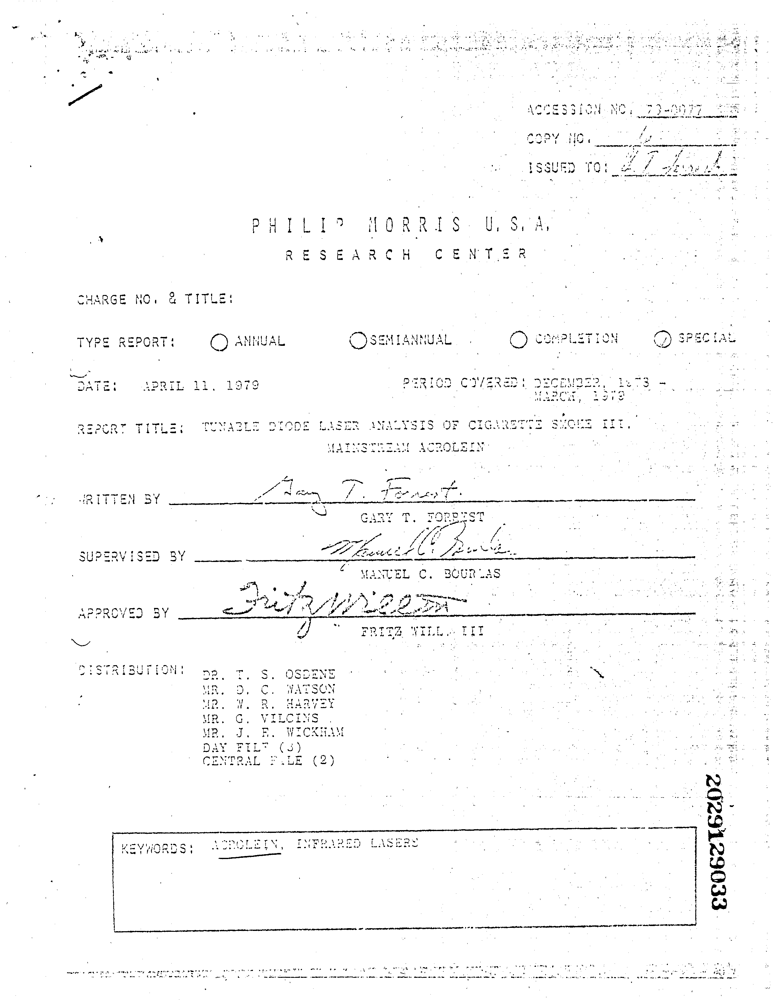 ACCESSION NO. 79-0077
COPY NO. 6
ISSUED TO: G T Forrest
PHILIP MORRIS U.S.A.
RESEARCH CENTER
CHARGE NO. & TITLE:
TYPE REPORT: ANNUAL SEMIANNUAL COMPLETION SPECIAL
DATE: APRIL 11, 1979 PERIOD COVERED: DECEMBER, 1978 -
MARCH, 1979
REPORT TITLE: TUNABLE DIODE LASER ANALYSIS OF CIGARETTE SMOKE III.
MAINSTREAM ACROLEIN
WRITTEN BY Gary T. Forrest
GARY T. FORREST
SUPERVISED BY Manuel C. Bourlas
MANUEL C. BOURLAS
APPROVED BY Fritz Will III
FRITZ WILL, III
DISTRIBUTION: DR. T. S. OSDENE
MR. D. C. WATSON
MR. W. R. HARVEY
MR. G. VILCINS
MR. J. E. WICKHAM
DAY FILE (3)
CENTRAL FILE (2)
KEYWORDS: ACROLEIN, INFRARED LASERS
2029129033